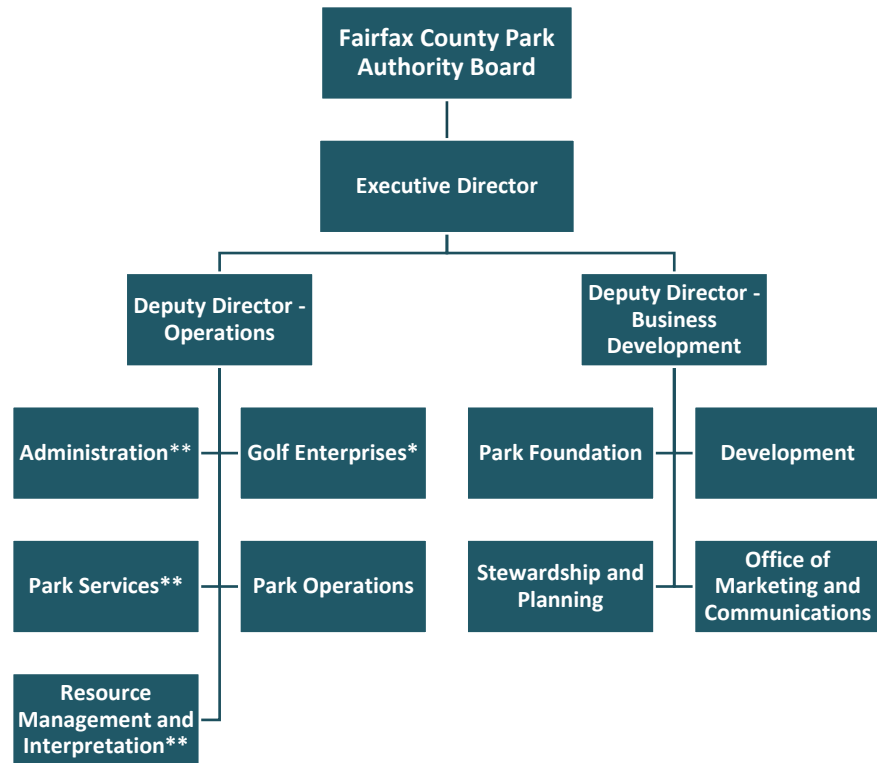 Fairfax County Park
Authority Board
Executive Director
Deputy Director -
Operations
Deputy Director -
Business
Development
Administration**
Golf Enterprises*
Park Foundation
Development
Park Services**
Park Operations
Stewardship and
Planning
Office of
Marketing and
Communications
Resource
Management and
Interpretation**